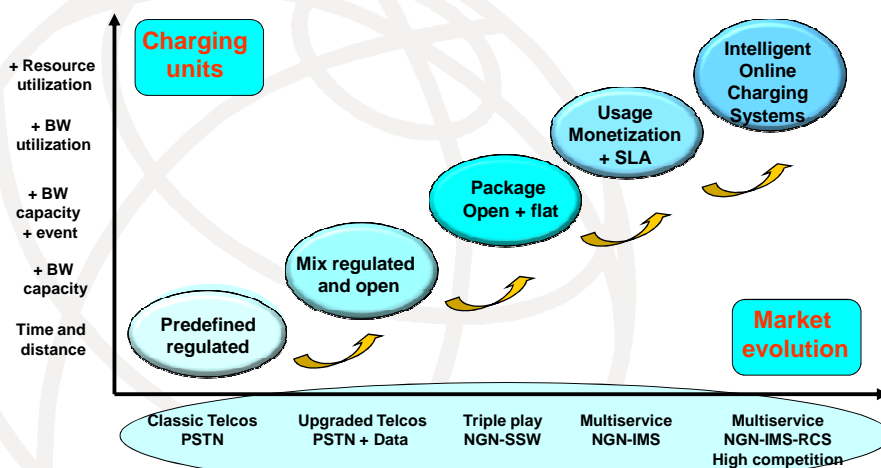 Charging
units
+ Resource
utilization
+ BW
utilization
+ BW
capacity
+ event
+ BW
capacity
Time and
distance
Predefined
regulated
Mix regulated
and open
Package
Open + flat
Usage
Monetization
+ SLA
Intelligent
Online
Charging
Systems
Market
evolution
Classic Telcos
PSTN
Upgraded Telcos
PSTN + Data
Triple play
NGN-SSW
Multiservice
NGN-IMS
Multiservice
NGN-IMS-RCS
High competition